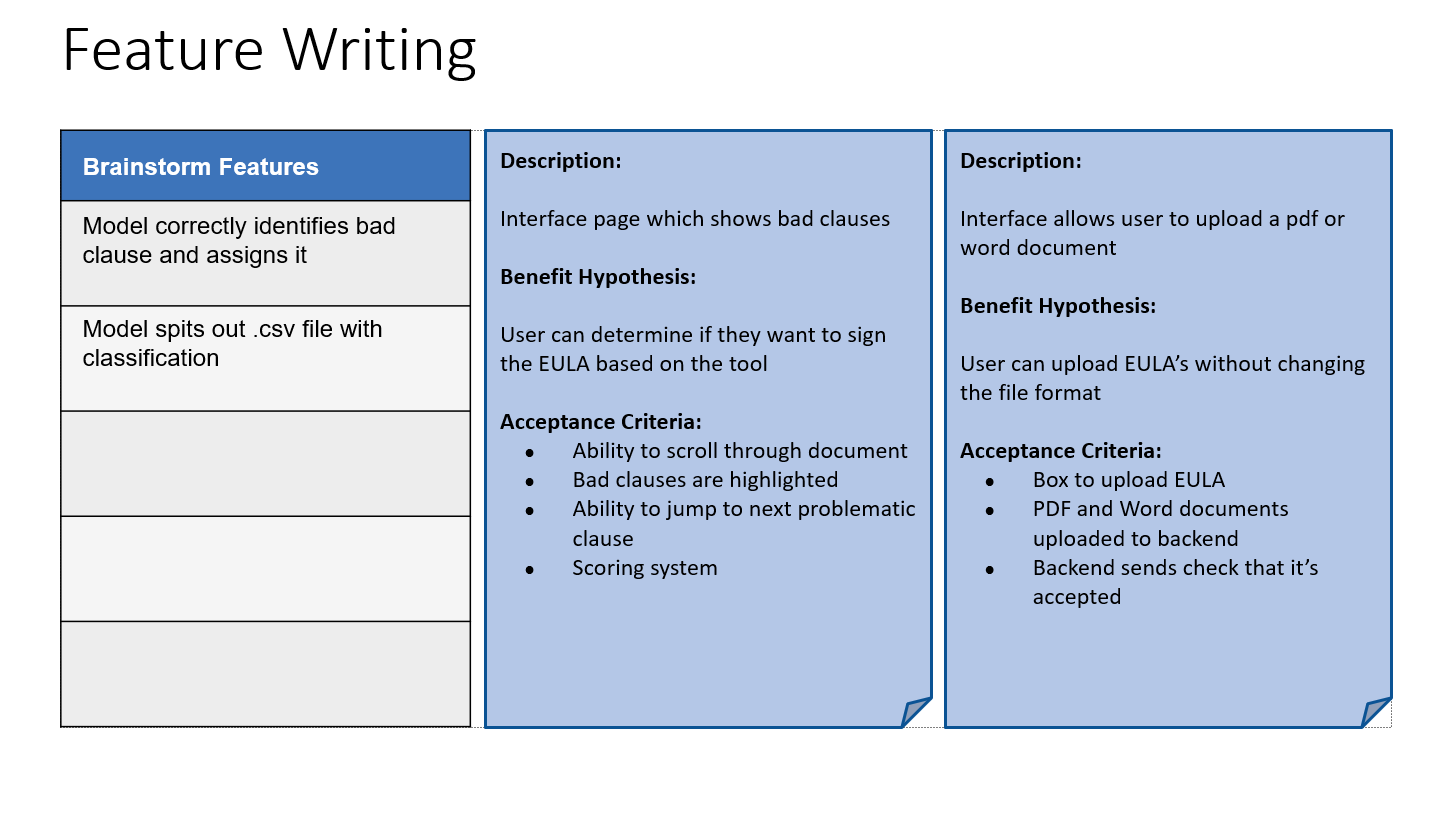 Feature Writing
Brainstorm Features
Model correctly identifies bad
clause and assigns it
Model spits out .csv file with
classification
Description:
Interface page which shows bad clauses
Benefit Hypothesis:
User can determine if they want to sign
the EULA based on the tool
Acceptance Criteria:
● Ability to scroll through document
● Bad clauses are highlighted
● Ability to jump to next problematic
clause
● Scoring system
Description:
Interface allows user to upload a pdf or
word document
Benefit Hypothesis:
User can upload EULA’s without changing
the file format
Acceptance Criteria:
● Box to upload EULA
● PDF and Word documents
uploaded to backend
● Backend sends check that it’s
accepted